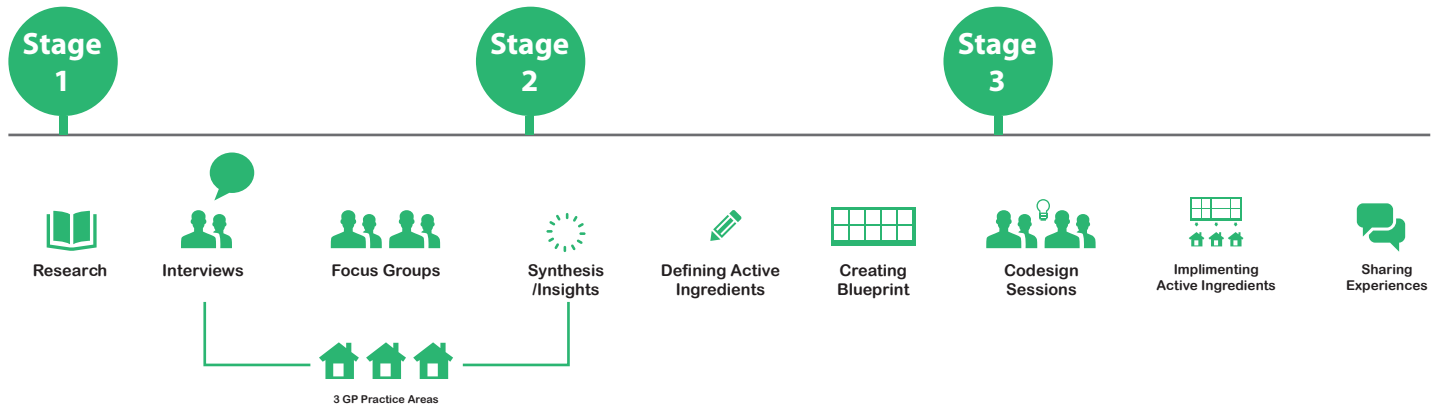 Stage
1
Stage
2
Stage
3
Research
Interviews
Focus Groups
Synthesis
/Insights
Defining Active
Ingredients
Creating
Blueprint
Codesign
Sessions
Implimenting
Active Ingredients
Sharing
Experiences
3 GP Practice Areas